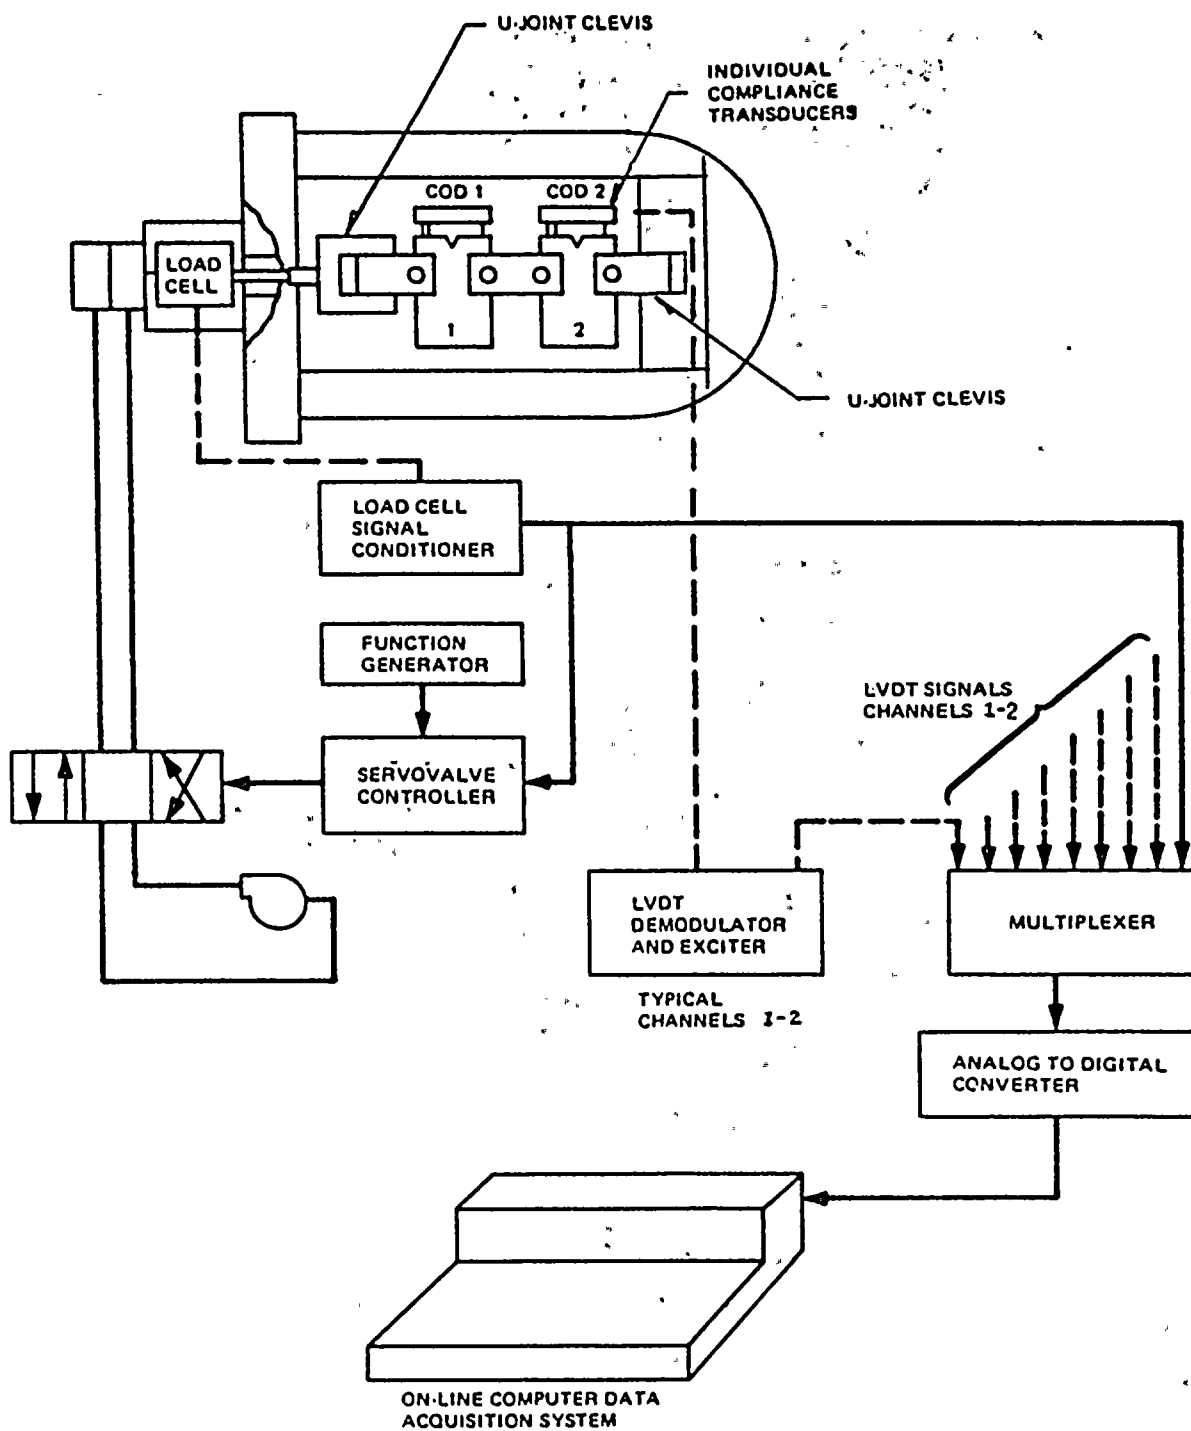 U-JOINT CLEVIS
INDIVIDUAL
COMPLIANCE
TRANSDUCERS
COD 1
COD 2
LOAD
CELL
1
2
U-JOINT CLEVIS
LOAD CELL
SIGNAL
CONDITIONER
FUNCTION
GENERATOR
LVDT SIGNALS
CHANNELS 1-2
SERVOVALVE
CONTROLLER
LVDT
DEMODULATOR
AND EXCITER
MULTIPLEXER
TYPICAL
CHANNELS 1-2
ANALOG TO DIGITAL
CONVERTER
ON-LINE COMPUTER DATA
ACQUISITION SYSTEM